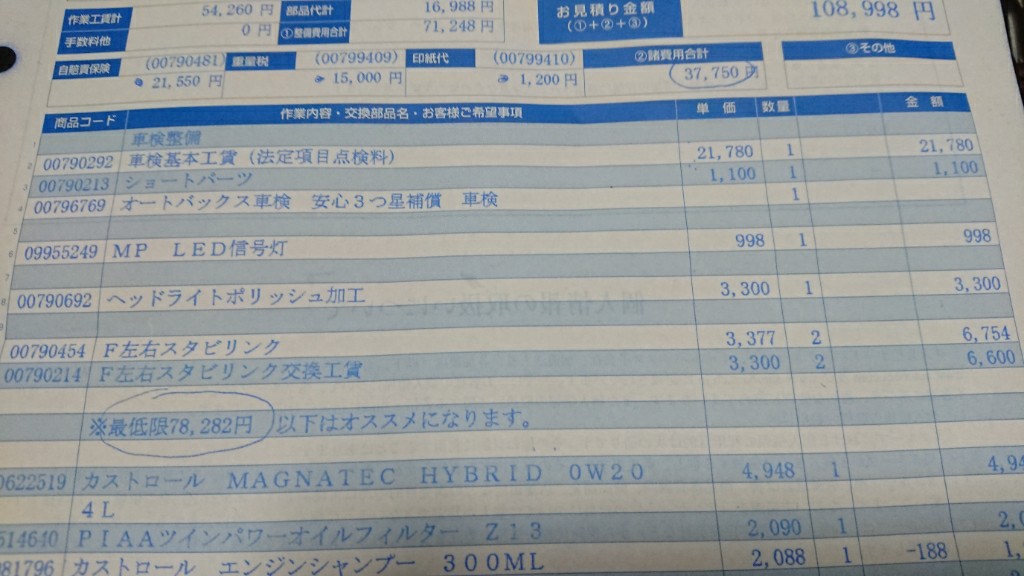 作業工賃計 54,260 円 部品代計 16,988 円 お見積り金額 108,998 円
手数料他 0 円 ①整備費用合計 71,248 円 (①+②+③)
自賠責保険 (00790481) 21,550 円 重量税 (00799409) 15,000 円 印紙代 (00799410) 1,200 円 ②諸費用合計 37,750 円 ③その他
商品コード 作業内容・交換部品名・お客様ご希望事項 単価 数量 金額
車検整備
00790292 車検基本工賃(法定項目点検料) 21,780 1 21,780
00790213 ショートパーツ 1,100 1 1,100
00796769 オートバックス車検 安心3つ星補償 車検 1
09955249 MP LED信号灯 998 1 998
00790692 ヘッドライトポリッシュ加工 3,300 1 3,300
00790454 F左右スタビリンク 3,377 2 6,754
00790214 F左右スタビリンク交換工賃 3,300 2 6,600
※最低限78,282円 以下はオススメになります。
0622519 カストロール MAGNATEC HYBRID 0W20 4,948 1 4,94
4L
514640 PIAAツインパワーオイルフィルター Z13 2,090 1 2,0
981796 カストロール エンジンシャンプー 300ML 2,088 1 -188 1,